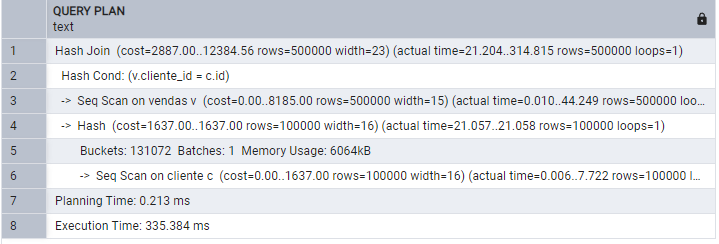 QUERY PLAN
text
1 Hash Join (cost=2887.00..12384.56 rows=500000 width=23) (actual time=21.204..314.815 rows=500000 loops=1)
2 Hash Cond: (v.cliente_id = c.id)
3 -> Seq Scan on vendas v (cost=0.00..8185.00 rows=500000 width=15) (actual time=0.010..44.249 rows=500000 loo...
4 -> Hash (cost=1637.00..1637.00 rows=100000 width=16) (actual time=21.057..21.058 rows=100000 loops=1)
5 Buckets: 131072 Batches: 1 Memory Usage: 6064kB
6 -> Seq Scan on cliente c (cost=0.00..1637.00 rows=100000 width=16) (actual time=0.006..7.722 rows=100000 l...
7 Planning Time: 0.213 ms
8 Execution Time: 335.384 ms